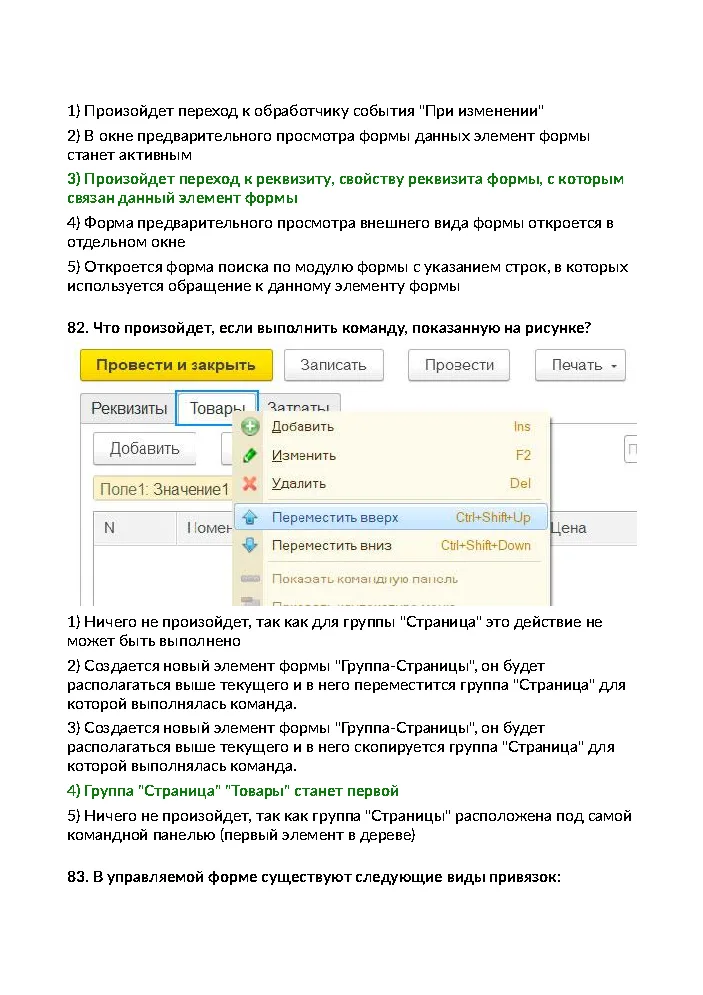 1) Произойдет переход к обработчику события "При изменении"
2) В окне предварительного просмотра формы данных элемент формы
станет активным
3) Произойдет переход к реквизиту, свойству реквизита формы, с которым
связан данный элемент формы
4) Форма предварительного просмотра внешнего вида формы откроется в
отдельном окне
5) Откроется форма поиска по модулю формы с указанием строк, в которых
используется обращение к данному элементу формы
82. Что произойдет, если выполнить команду, показанную на рисунке?
Провести и закрыть Записать Провести Печать
Реквизиты Товары Затраты
Добавить Ins
Добавить
Изменить F2
Удалить Del
Поле1: Значение1
Переместить вверх Ctrl+Shift+Up
N Номен Цена
Переместить вниз Ctrl+Shift+Down
Показать командную панель
1) Ничего не произойдет, так как для группы "Страница" это действие не
может быть выполнено
2) Создается новый элемент формы "Группа-Страницы", он будет
располагаться выше текущего и в него переместится группа "Страница" для
которой выполнялась команда.
3) Создается новый элемент формы "Группа-Страницы", он будет
располагаться выше текущего и в него скопируется группа "Страница" для
которой выполнялась команда.
4) Группа "Страница" "Товары" станет первой
5) Ничего не произойдет, так как группа "Страницы" расположена под самой
командной панелью (первый элемент в дереве)
83. В управляемой форме существуют следующие виды привязок: